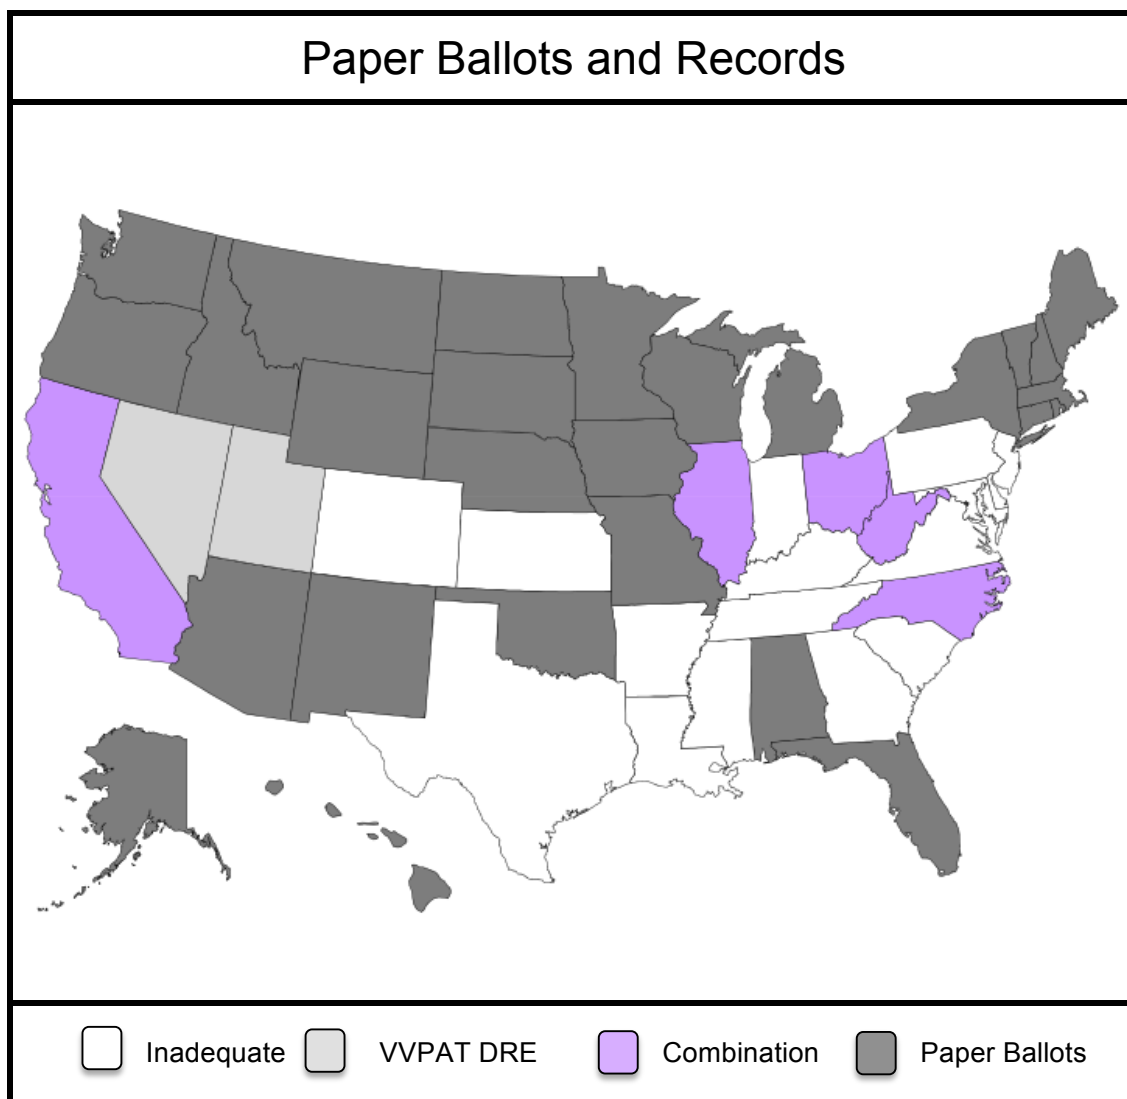 Paper Ballots and Records
Inadequate VVPAT DRE Combination Paper Ballots